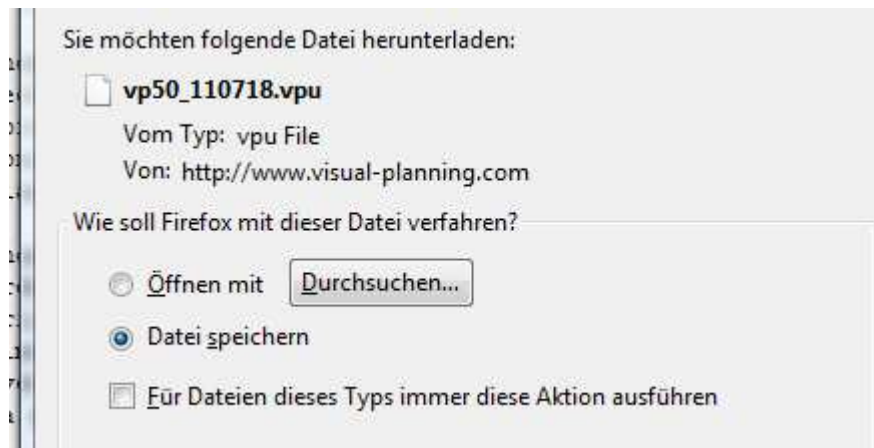 Sie möchten folgende Datei herunterladen:
vp50_110718.vpu
Vom Typ: vpu File
Von: http://www.visual-planning.com
Wie soll Firefox mit dieser Datei verfahren?
Öffnen mit Durchsuchen...
Datei speichern
Für Dateien dieses Typs immer diese Aktion ausführen